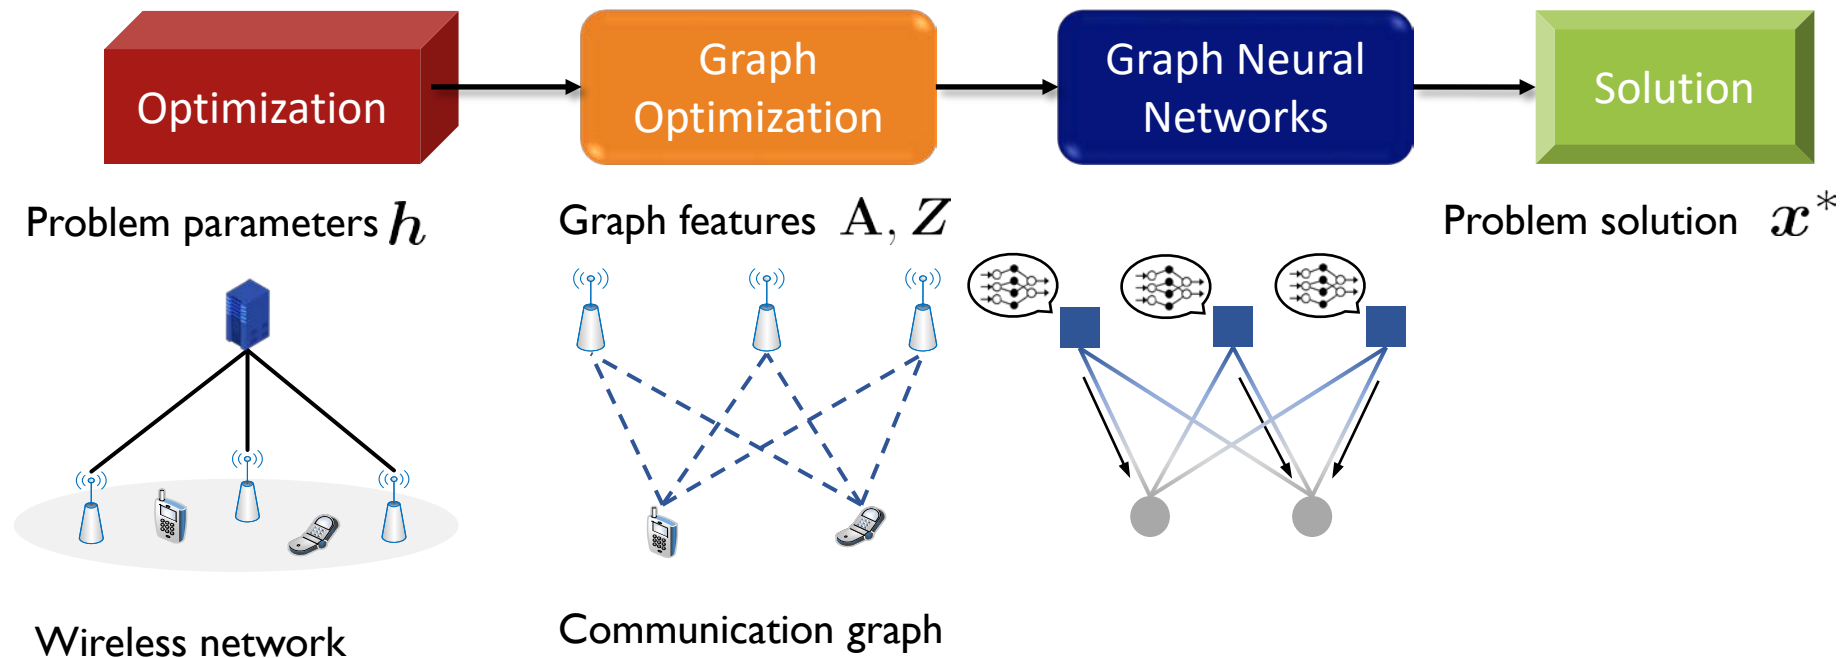 Optimization
Graph
Optimization
Graph Neural
Networks
Solution
Problem parameters h
Graph features A, Z
Problem solution x*
Wireless network
Communication graph